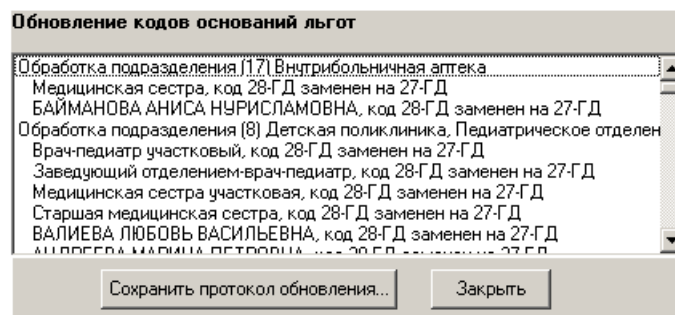 Обновление кодов оснований льгот
Обработка подразделения (17) Внутрибольничная аптека
Медицинская сестра, код 28-ГД заменен на 27-ГД
БАЙМАНОВА АНИСА НУРИСЛАМОВНА, код 28-ГД заменен на 27-ГД
Обработка подразделения (8) Детская поликлиника, Педиатрическое отделен
Врач-педиатр участковый, код 28-ГД заменен на 27-ГД
Заведующий отделением-врач-педиатр, код 28-ГД заменен на 27-ГД
Медицинская сестра участковая, код 28-ГД заменен на 27-ГД
Старшая медицинская сестра, код 28-ГД заменен на 27-ГД
ВАЛИЕВА ЛЮБОВЬ ВАСИЛЬЕВНА, код 28-ГД заменен на 27-ГД
Сохранить протокол обновления...
Закрыть